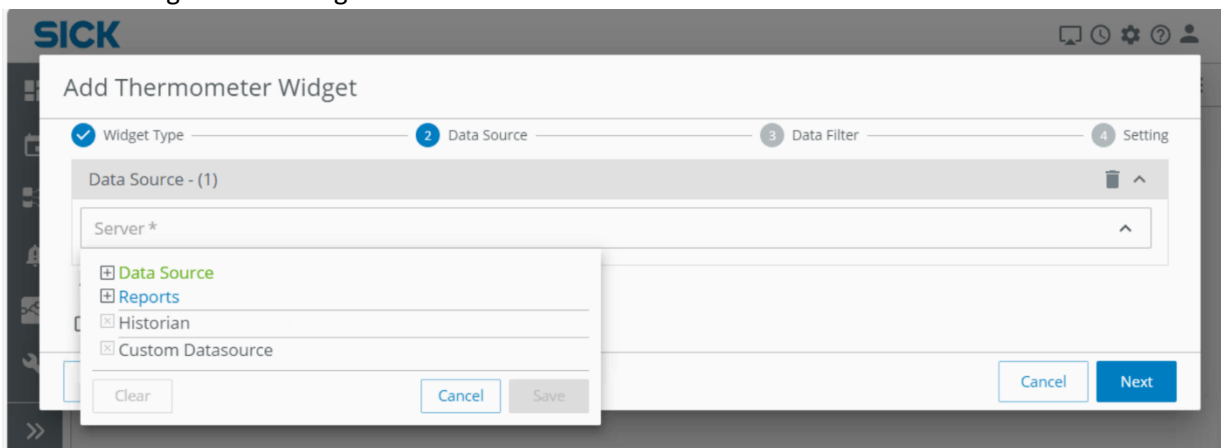 SICK
Add Thermometer Widget
Widget Type
2 Data Source
3 Data Filter
4 Setting
Data Source - (1)
Server *
Data Source
Reports
Historian
Custom Datasource
Clear
Cancel
Save
Cancel
Next